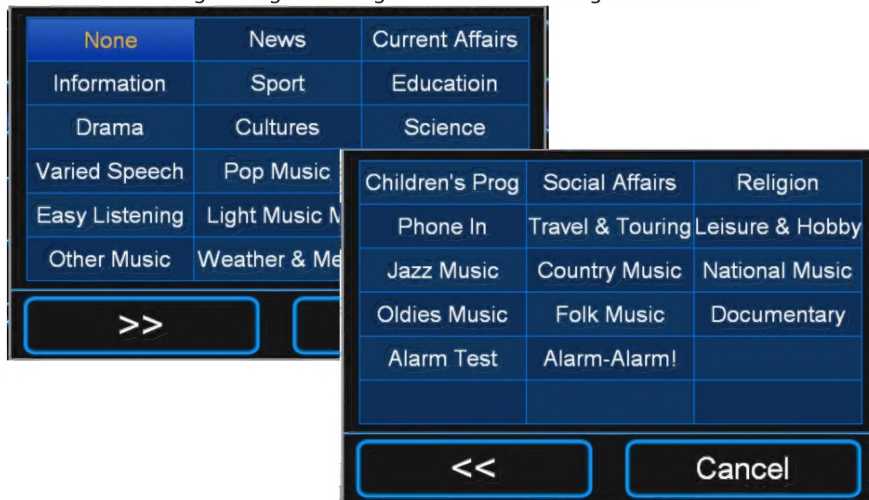 None News Current Affairs
Information Sport Educatioin
Drama Cultures Science
Varied Speech Pop Music
Easy Listening Light Music
Other Music Weather &
>>
Children's Prog Social Affairs Religion
Phone In Travel & Touring Leisure & Hobby
Jazz Music Country Music National Music
Oldies Music Folk Music Documentary
Alarm Test Alarm-Alarm!
<< Cancel